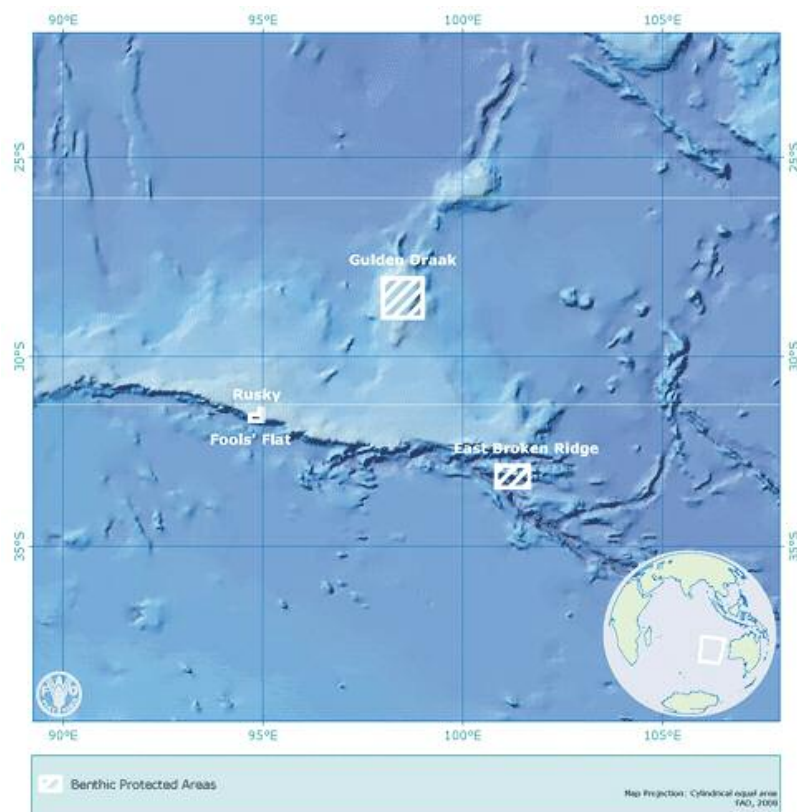 90°E 95°E 100°E 105°E
25°S 25°S
Gulden Draak
30°S 30°S
Rusky
Fools' Flat
East Broken Ridge
35°S 35°S
90°E 95°E 100°E 105°E
Benthic Protected Areas
Map Projection: Cylindrical equal area
FAO, 2008